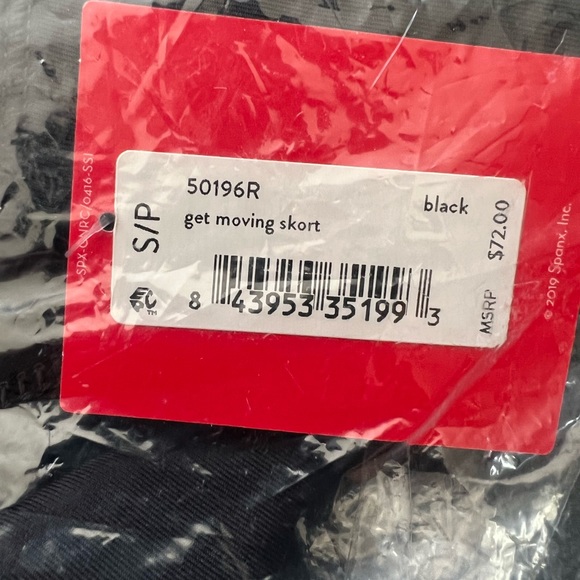 50196R
black
get moving skort
S/P
8 43953 35199 3
MSRP $72.00
© 2019 Spanx, Inc.